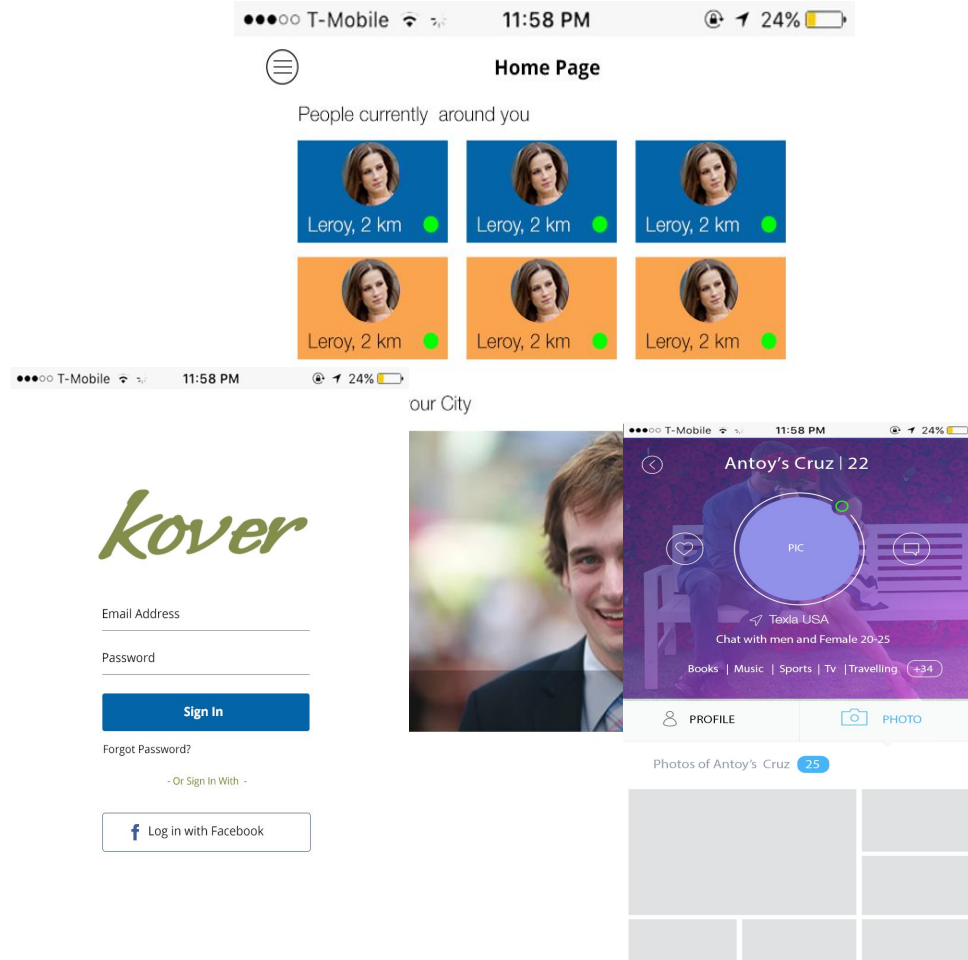 T-Mobile 11:58 PM 24%
Home Page
People currently around you
Leroy, 2 km Leroy, 2 km Leroy, 2 km
Leroy, 2 km Leroy, 2 km Leroy, 2 km
our City
T-Mobile 11:58 PM 24%
kover
Email Address
Password
Sign In
Forgot Password?
- Or Sign In With -
f Log in with Facebook
T-Mobile 11:58 PM 24%
Antoy's Cruz | 22
PIC
Texla USA
Chat with men and Female 20-25
Books | Music | Sports | Tv |Travelling +34
PROFILE PHOTO
Photos of Antoy's Cruz 25